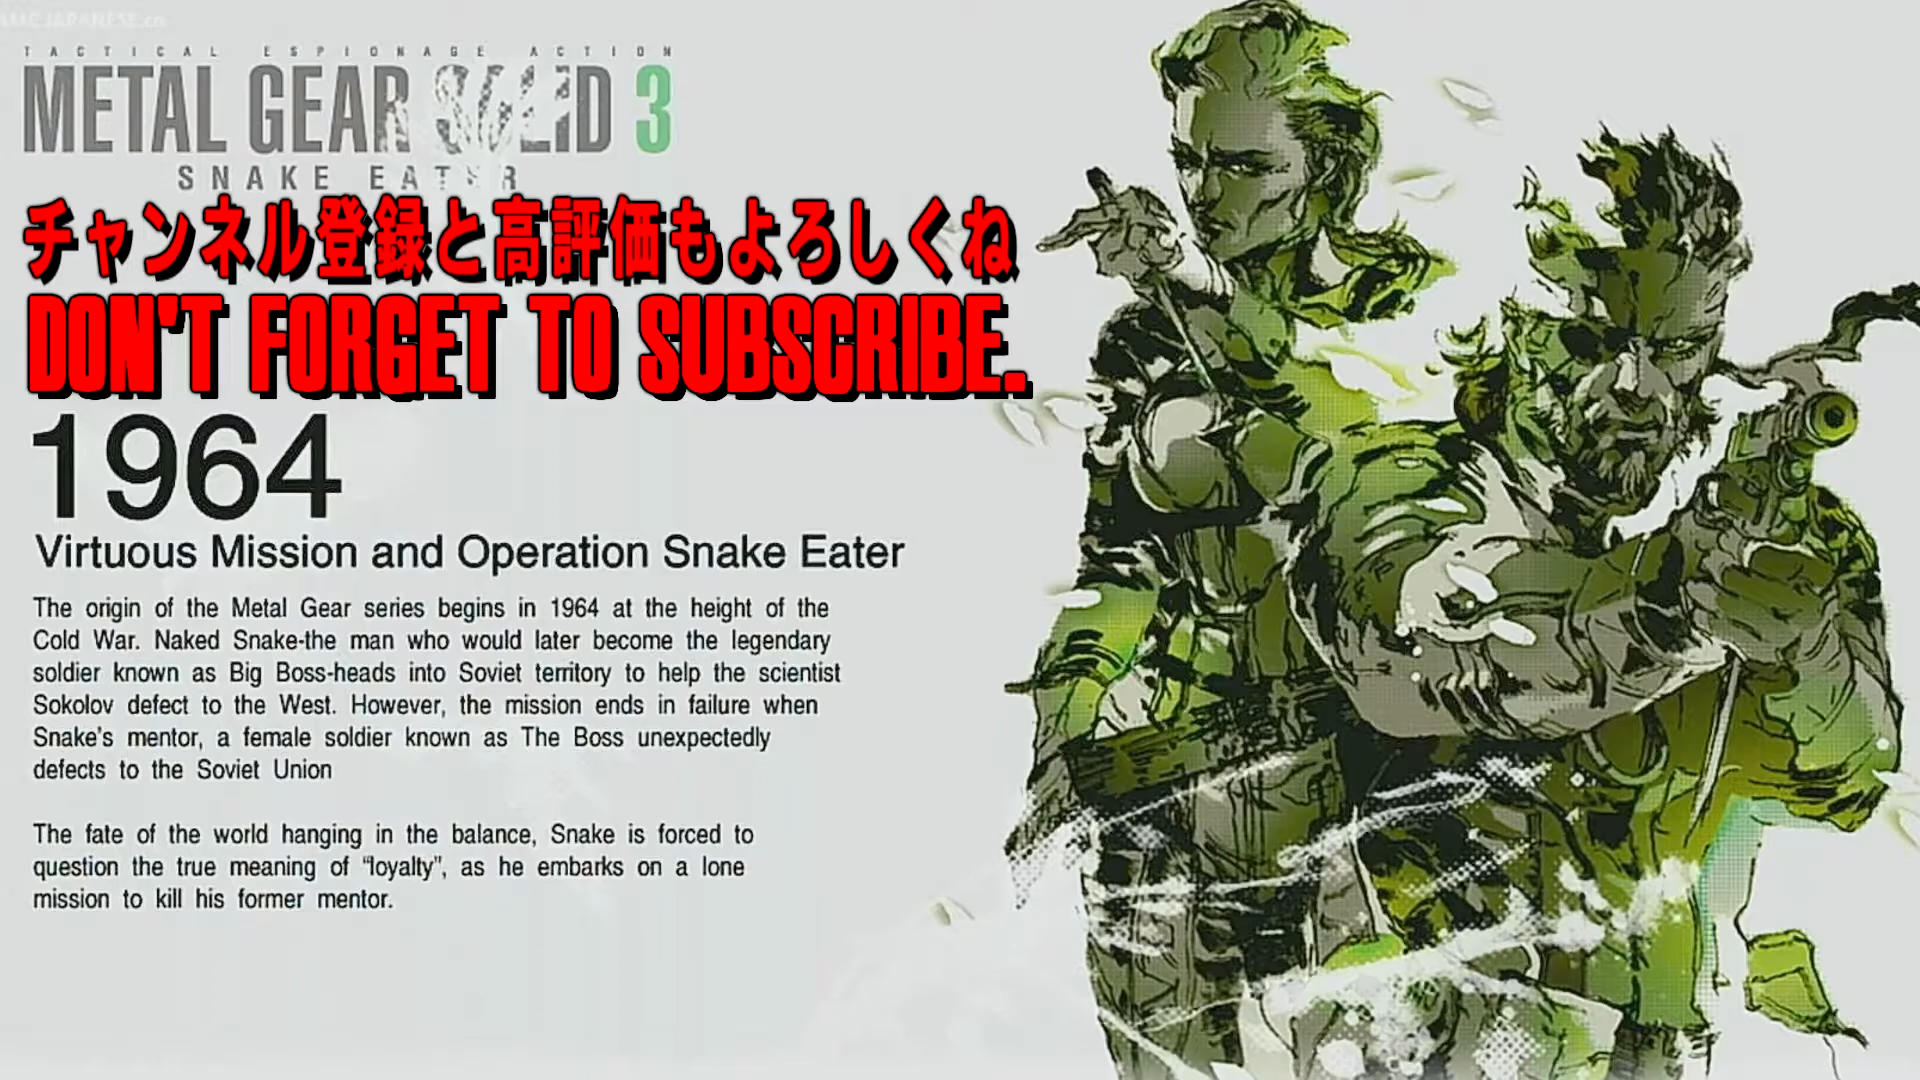 TACTICAL ESPIONAGE ACTION
METAL GEAR SOLID 3
SNAKE EATER
チャンネル登録と高評価もよろしくね
DON'T FORGET TO SUBSCRIBE.
1964
Virtuous Mission and Operation Snake Eater
The origin of the Metal Gear series begins in 1964 at the height of the
Cold War. Naked Snake-the man who would later become the legendary
soldier known as Big Boss-heads into Soviet territory to help the scientist
Sokolov defect to the West. However, the mission ends in failure when
Snake's mentor, a female soldier known as The Boss unexpectedly
defects to the Soviet Union
The fate of the world hanging in the balance, Snake is forced to
question the true meaning of “loyalty”, as he embarks on a lone
mission to kill his former mentor.